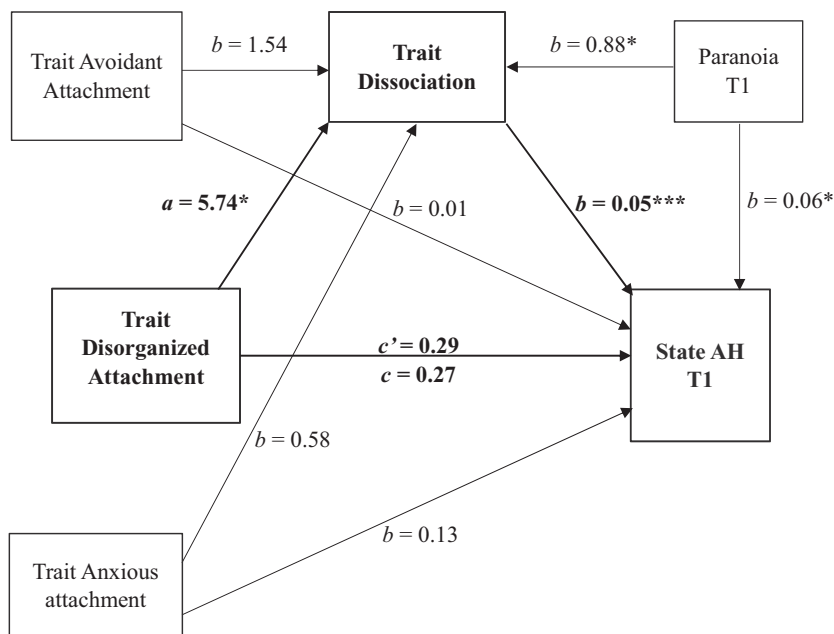 Trait Avoidant
Attachment
b = 1.54
Trait
Dissociation
b = 0.88*
Paranoia
T1
a = 5.74*
b = 0.01
b = 0.05***
b = 0.06*
Trait
Disorganized
Attachment
c’ = 0.29
c = 0.27
State AH
T1
b = 0.58
b = 0.13
Trait Anxious
attachment